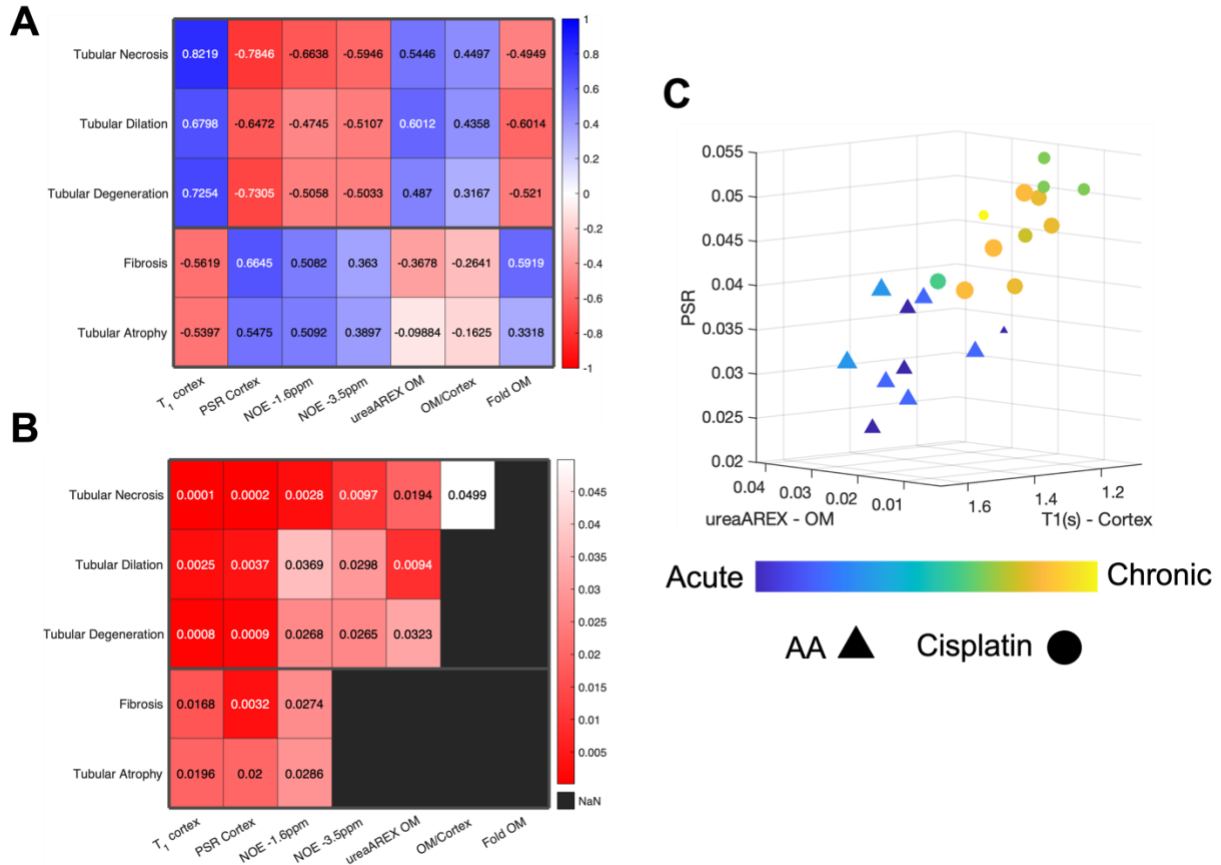 A
Tubular Necrosis 0.8219 -0.7846 -0.6638 -0.5946 0.5446 0.4497 -0.4949
Tubular Dilation 0.6798 -0.6472 -0.4745 -0.5107 0.6012 0.4358 -0.6014
Tubular Degeneration 0.7254 -0.7305 -0.5058 -0.5033 0.487 0.3167 -0.521
Fibrosis -0.5619 0.6645 0.5082 0.363 -0.3678 -0.2641 0.5919
Tubular Atrophy -0.5397 0.5475 0.5092 0.3897 -0.09884 -0.1625 0.3318
T1 cortex PSR Cortex NOE -1.6ppm NOE -3.5ppm ureaAREX OM OM/Cortex Fold OM
1
0.8
0.6
0.4
0.2
0
-0.2
-0.4
-0.6
-0.8
-1
B
Tubular Necrosis 0.0001 0.0002 0.0028 0.0097 0.0194 0.0499
Tubular Dilation 0.0025 0.0037 0.0369 0.0298 0.0094
Tubular Degeneration 0.0008 0.0009 0.0268 0.0265 0.0323
Fibrosis 0.0168 0.0032 0.0274
Tubular Atrophy 0.0196 0.02 0.0286
T1 cortex PSR Cortex NOE -1.6ppm NOE -3.5ppm ureaAREX OM OM/Cortex Fold OM
0.045
0.04
0.035
0.03
0.025
0.02
0.015
0.01
0.005
NaN
C
0.055
0.05
0.045
0.04
0.035
0.03
0.025
0.02
PSR
0.04 0.03 0.02 0.01
ureaAREX - OM
1.6 1.4 1.2
T1(s) - Cortex
Acute Chronic
AA Cisplatin